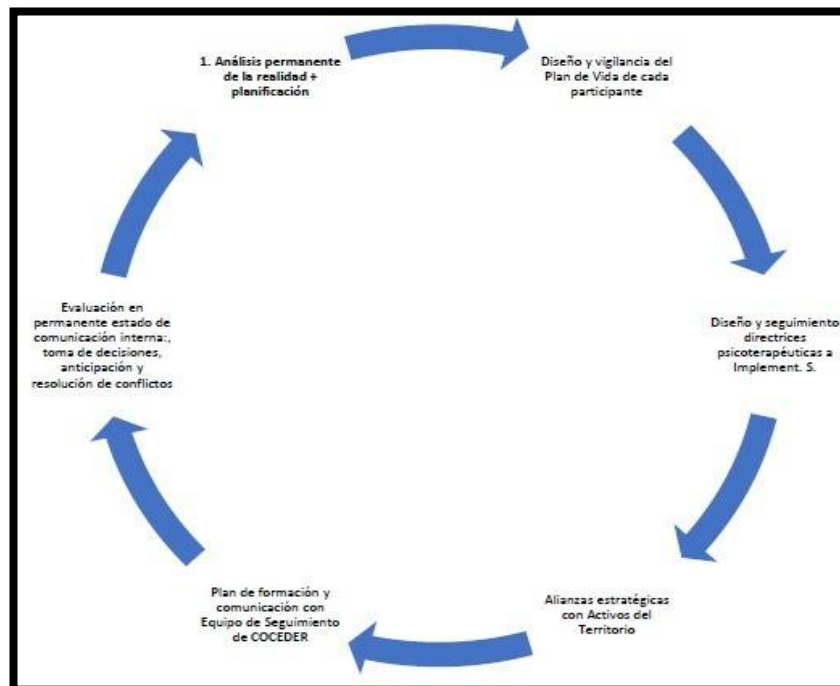 1. Análisis permanente
de la realidad +
planificación
Diseño y vigilancia del
Plan de Vida de cada
participante
Diseño y seguimiento
directrices
psicoterapéuticas a
Implement. S.
Alianzas estratégicas
con Activos del
Territorio
Plan de formación y
comunicación con
Equipo de Seguimiento
de COCEDER
Evaluación en
permanente estado de
comunicación interna:,
toma de decisiones,
anticipación y
resolución de conflictos